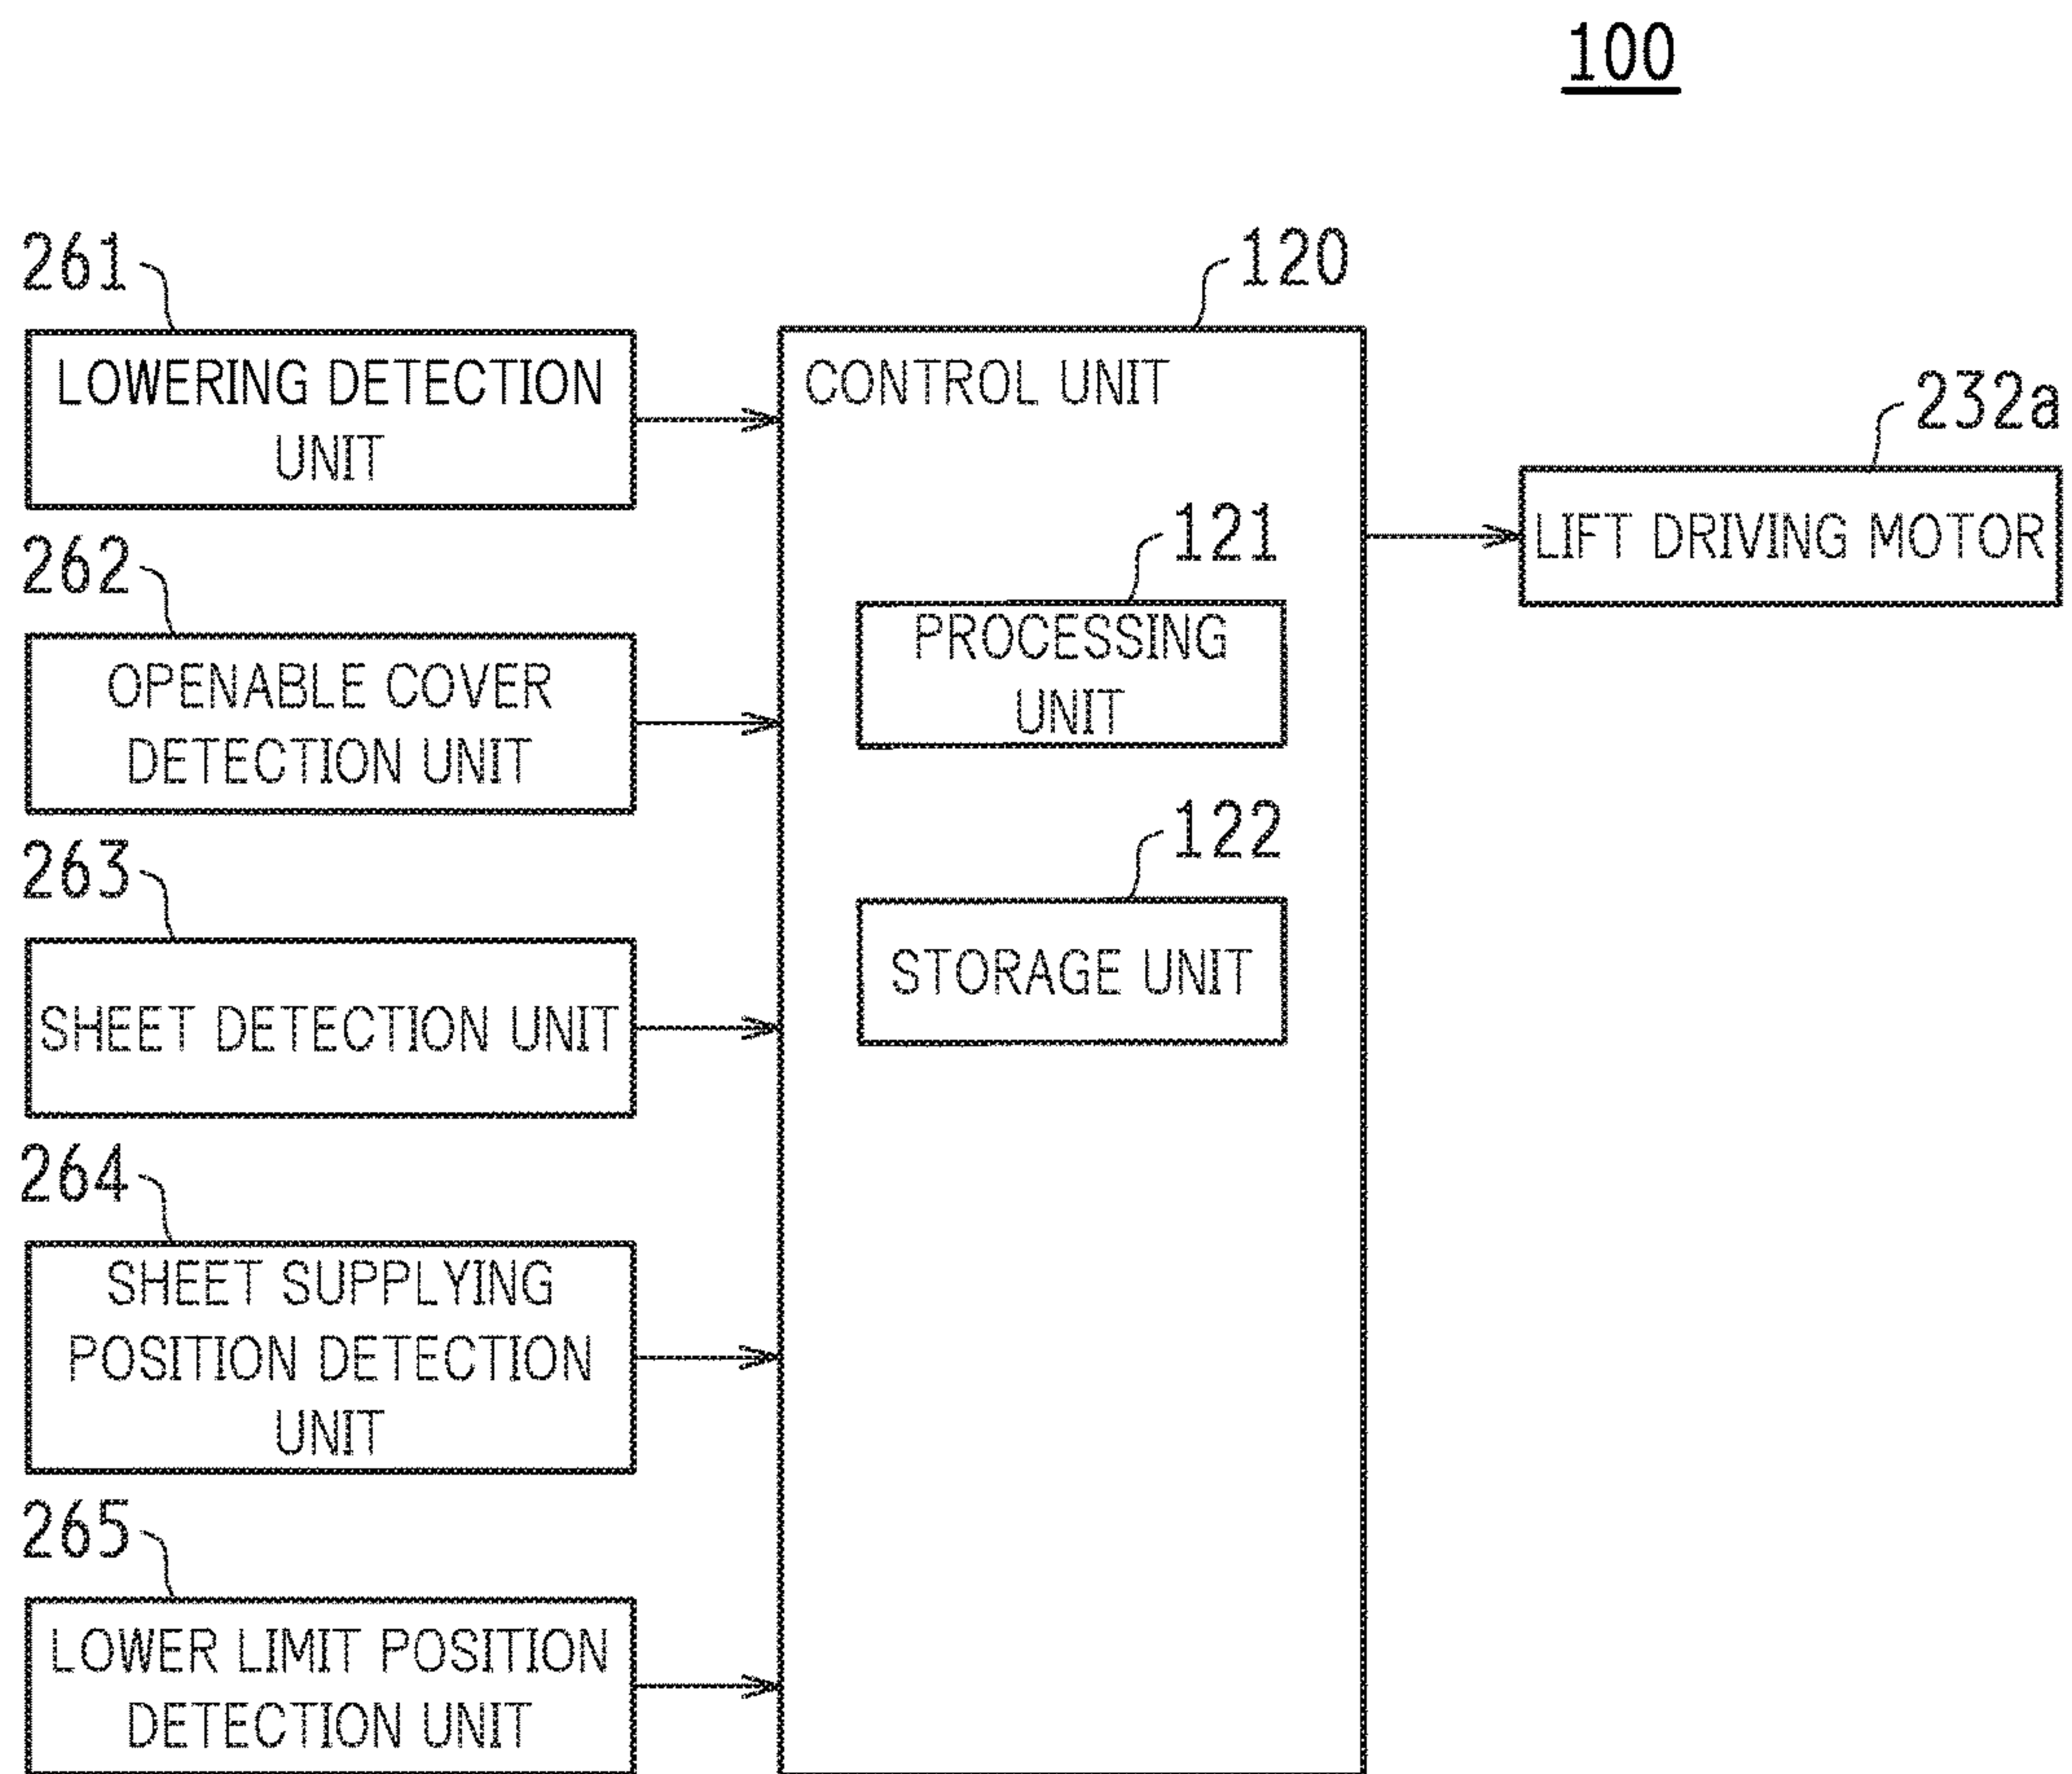 100
261
LOWERING DETECTION
UNIT
262
OPENABLE COVER
DETECTION UNIT
263
SHEET DETECTION UNIT
264
SHEET SUPPLYING
POSITION DETECTION
UNIT
265
LOWER LIMIT POSITION
DETECTION UNIT
120
CONTROL UNIT
121
PROCESSING
UNIT
122
STORAGE UNIT
232a
LIFT DRIVING MOTOR